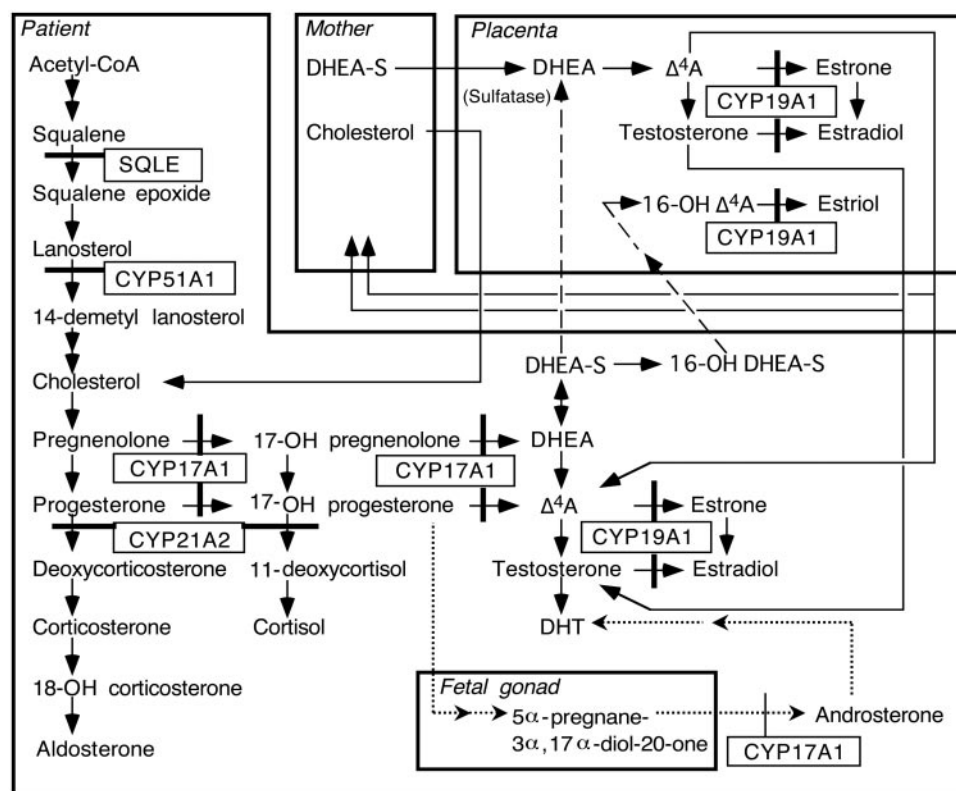 Patient
Mother
Placenta
Acetyl-CoA
DHEA-S
DHEA
Δ⁴A
Estrone
(Sulfatase)
CYP19A1
Squalene
Cholesterol
Testosterone
Estradiol
SQLE
Squalene epoxide
16-OH Δ⁴A
Estriol
CYP19A1
Lanosterol
CYP51A1
14-demetyl lanosterol
DHEA-S
16-OH DHEA-S
Cholesterol
Pregnenolone
17-OH pregnenolone
DHEA
CYP17A1
CYP17A1
Progesterone
17-OH progesterone
Δ⁴A
Estrone
CYP21A2
CYP19A1
Deoxycorticosterone
11-deoxycortisol
Testosterone
Estradiol
Corticosterone
Cortisol
DHT
Fetal gonad
18-OH corticosterone
5α-pregnane-
3α,17α-diol-20-one
Androsterone
Aldosterone
CYP17A1